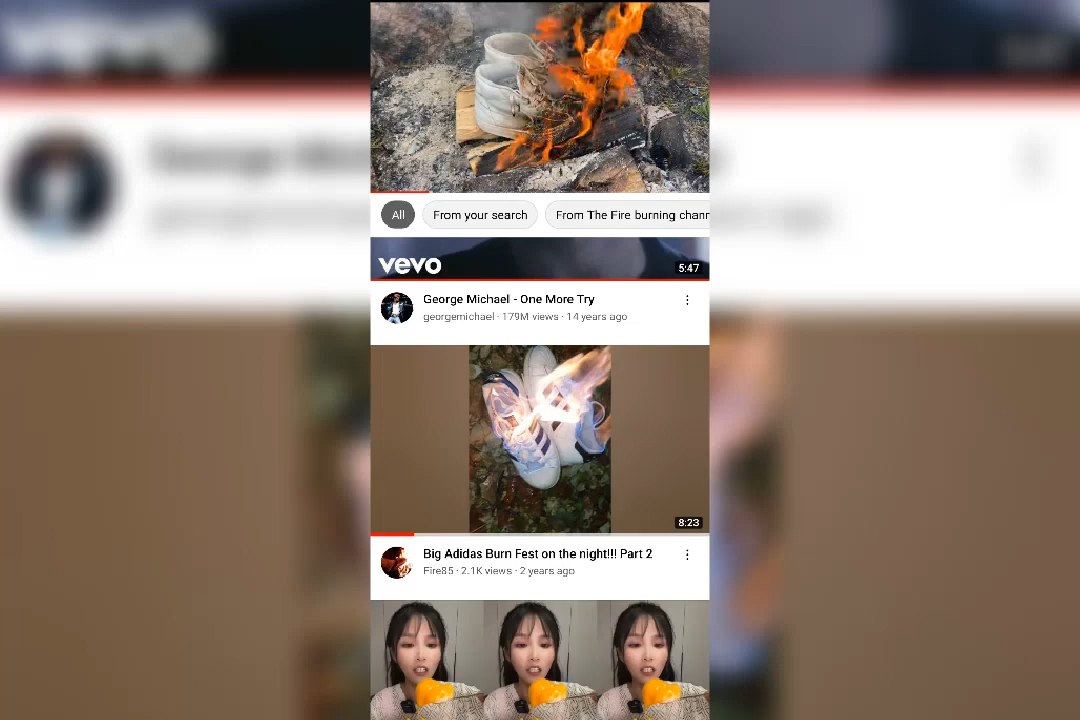 All
From your search
From The Fire burning chann
vevo
5:47
George Michael - One More Try
georgemichael · 179M views · 14 years ago
8:23
Big Adidas Burn Fest on the night!!! Part 2
Fire85 · 2.1K views · 2 years ago